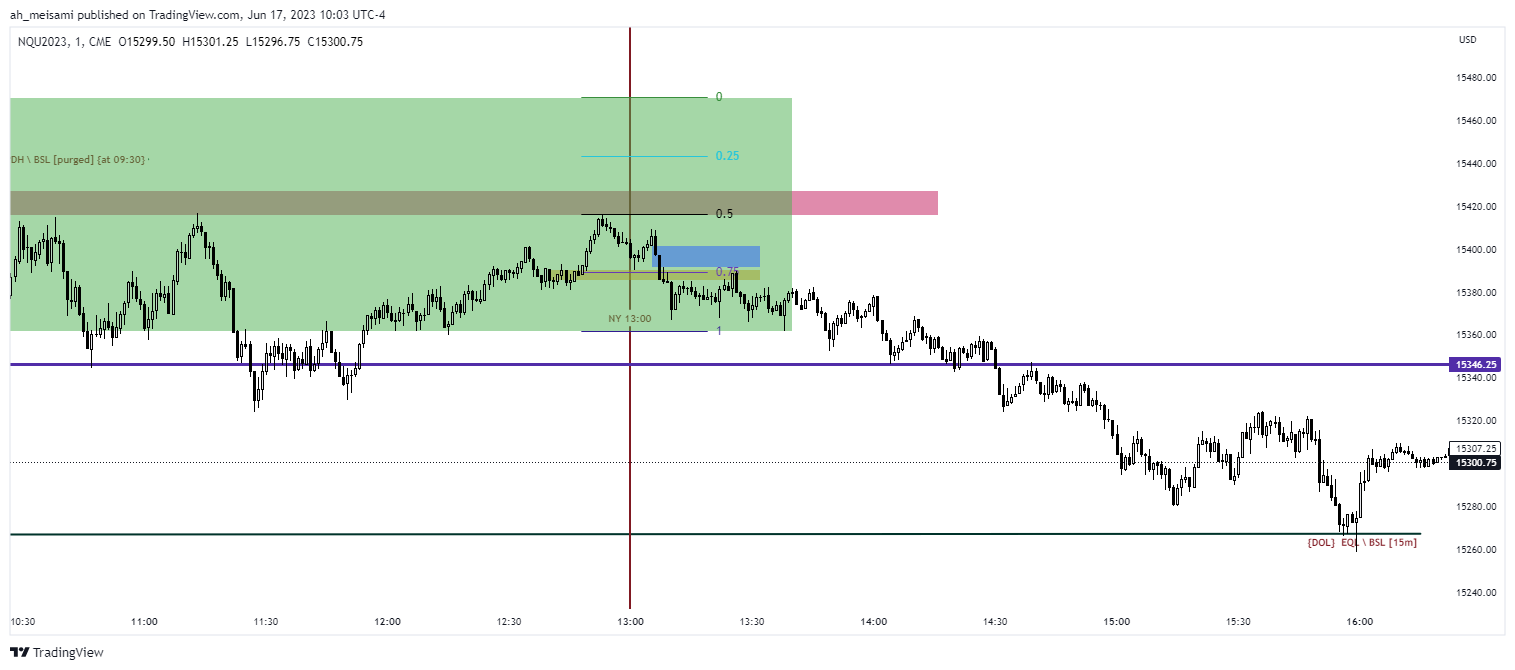 ah_meisami published on TradingView.com, Jun 17, 2023 10:03 UTC-4
NQU2023, 1, CME O15299.50 H15301.25 L15296.75 C15300.75
USD
15480.00
0
15460.00
DH \ BSL [purged] {at 09:30}
0.25
15440.00
15420.00
0.5
15400.00
0.75
15380.00
NY 13:00
1
15360.00
15346.25
15340.00
15320.00
15307.25
15300.75
15280.00
{DOL} EQL \ BSL [15m]
15260.00
15240.00
10:30 11:00 11:30 12:00 12:30 13:00 13:30 14:00 14:30 15:00 15:30 16:00
TradingView